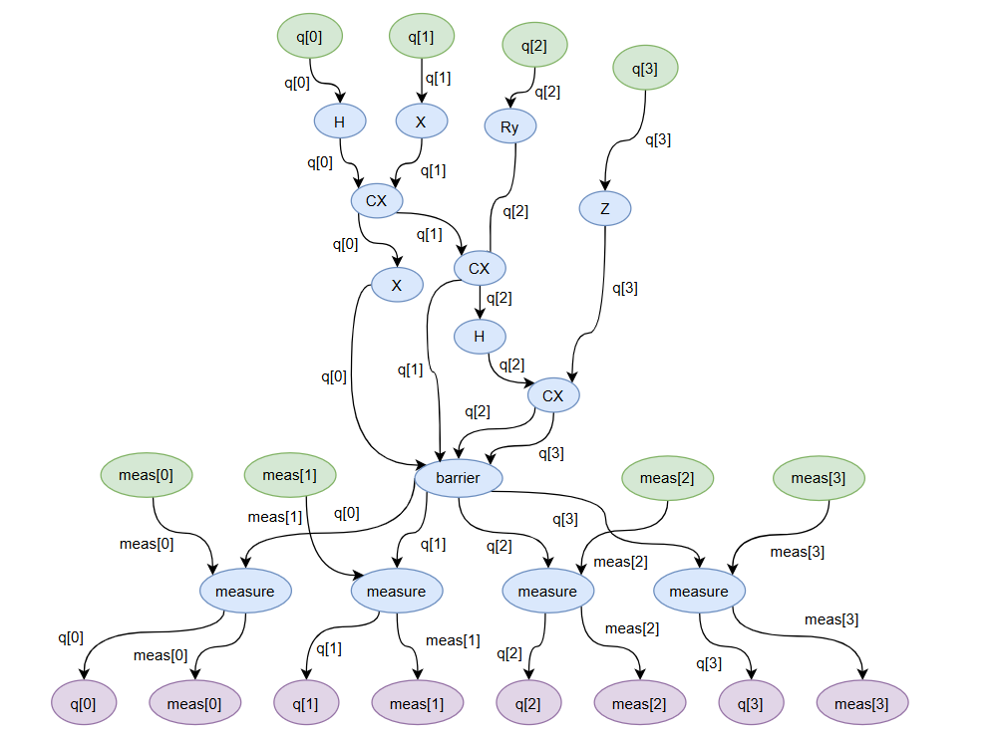 q[0]
q[1]
q[2]
q[3]
q[0]
q[1]
q[2]
H
X
Ry
q[3]
q[0]
q[1]
CX
Z
q[2]
q[0]
q[1]
CX
X
q[2]
q[3]
H
q[0]
q[1]
q[2]
CX
q[2]
q[3]
meas[0]
meas[1]
barrier
meas[2]
meas[3]
meas[0]
meas[1]
q[0]
q[1]
q[2]
q[3]
meas[2]
meas[3]
measure
measure
measure
measure
q[0]
meas[0]
q[1]
meas[1]
q[2]
meas[2]
q[3]
meas[3]
q[0]
meas[0]
q[1]
meas[1]
q[2]
meas[2]
q[3]
meas[3]